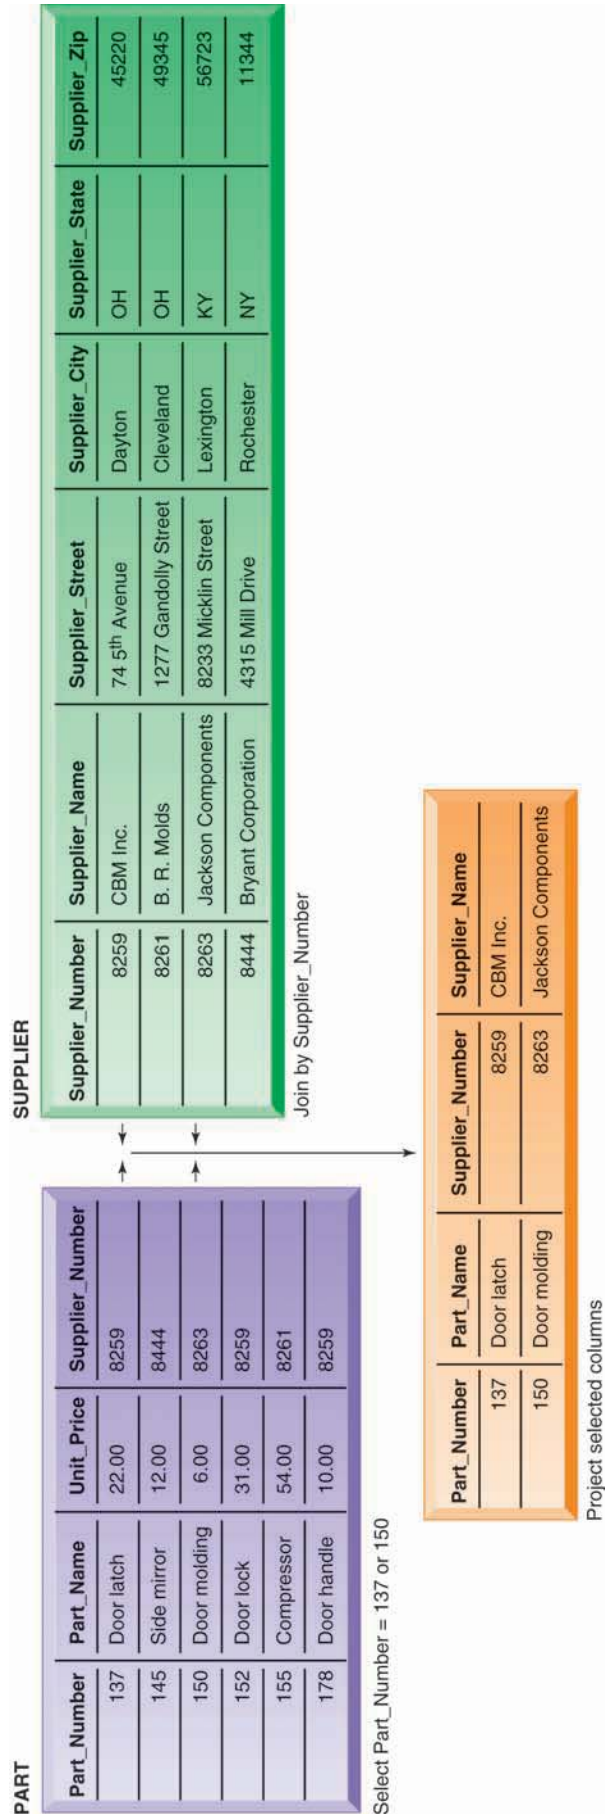 PART
Part_Number Part_Name Unit_Price Supplier_Number
137 Door latch 22.00 8259
145 Side mirror 12.00 8444
150 Door molding 6.00 8263
152 Door lock 31.00 8259
155 Compressor 54.00 8261
178 Door handle 10.00 8259
Select Part_Number = 137 or 150
SUPPLIER
Supplier_Number Supplier_Name Supplier_Street Supplier_City Supplier_State Supplier_Zip
8259 CBM Inc. 74 5th Avenue Dayton OH 45220
8261 B. R. Molds 1277 Gandolly Street Cleveland OH 49345
8263 Jackson Components 8233 Micklin Street Lexington KY 56723
8444 Bryant Corporation 4315 Mill Drive Rochester NY 11344
Join by Supplier_Number
Part_Number Part_Name Supplier_Number Supplier_Name
137 Door latch 8259 CBM Inc.
150 Door molding 8263 Jackson Components
Project selected columns